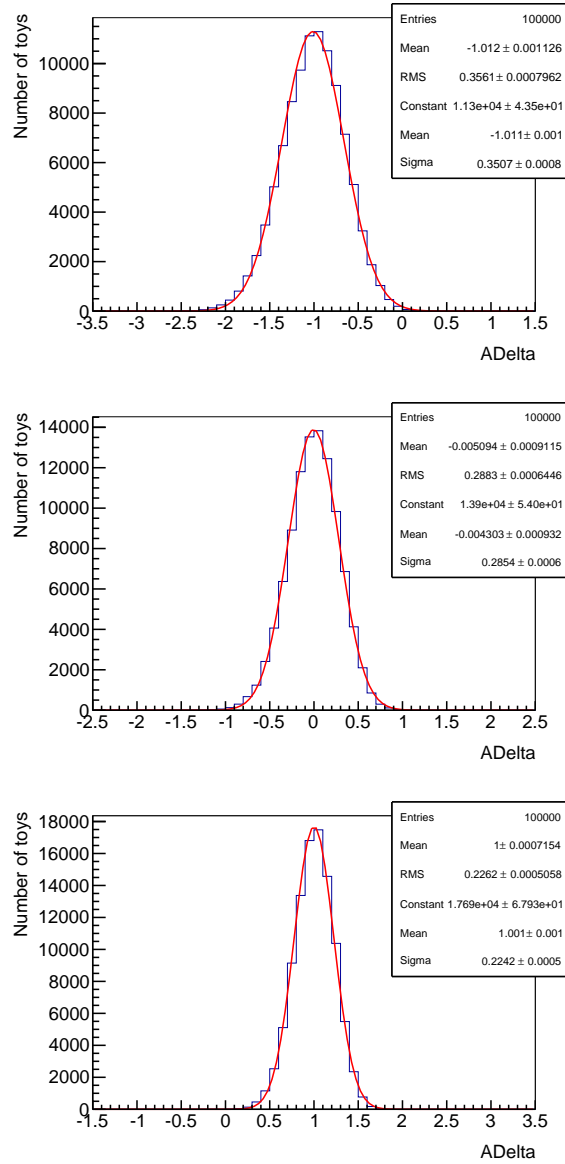 Number of toys
12000
10000
8000
6000
4000
2000
0
-3.5 -3 -2.5 -2 -1.5 -1 -0.5 0 0.5 1 1.5
ADelta
Entries 100000
Mean -1.012 ± 0.001126
RMS 0.3561 ± 0.0007962
Constant 1.13e+04 ± 4.35e+01
Mean -1.011 ± 0.001
Sigma 0.3507 ± 0.0008
Number of toys
14000
12000
10000
8000
6000
4000
2000
0
-2.5 -2 -1.5 -1 -0.5 0 0.5 1 1.5 2 2.5
ADelta
Entries 100000
Mean -0.005094 ± 0.0009115
RMS 0.2883 ± 0.0006446
Constant 1.39e+04 ± 5.40e+01
Mean -0.004303 ± 0.000932
Sigma 0.2854 ± 0.0006
Number of toys
18000
16000
14000
12000
10000
8000
6000
4000
2000
0
-1.5 -1 -0.5 0 0.5 1 1.5 2 2.5 3 3.5
ADelta
Entries 100000
Mean 1 ± 0.0007154
RMS 0.2262 ± 0.0005058
Constant 1.769e+04 ± 6.793e+01
Mean 1.001 ± 0.001
Sigma 0.2242 ± 0.0005